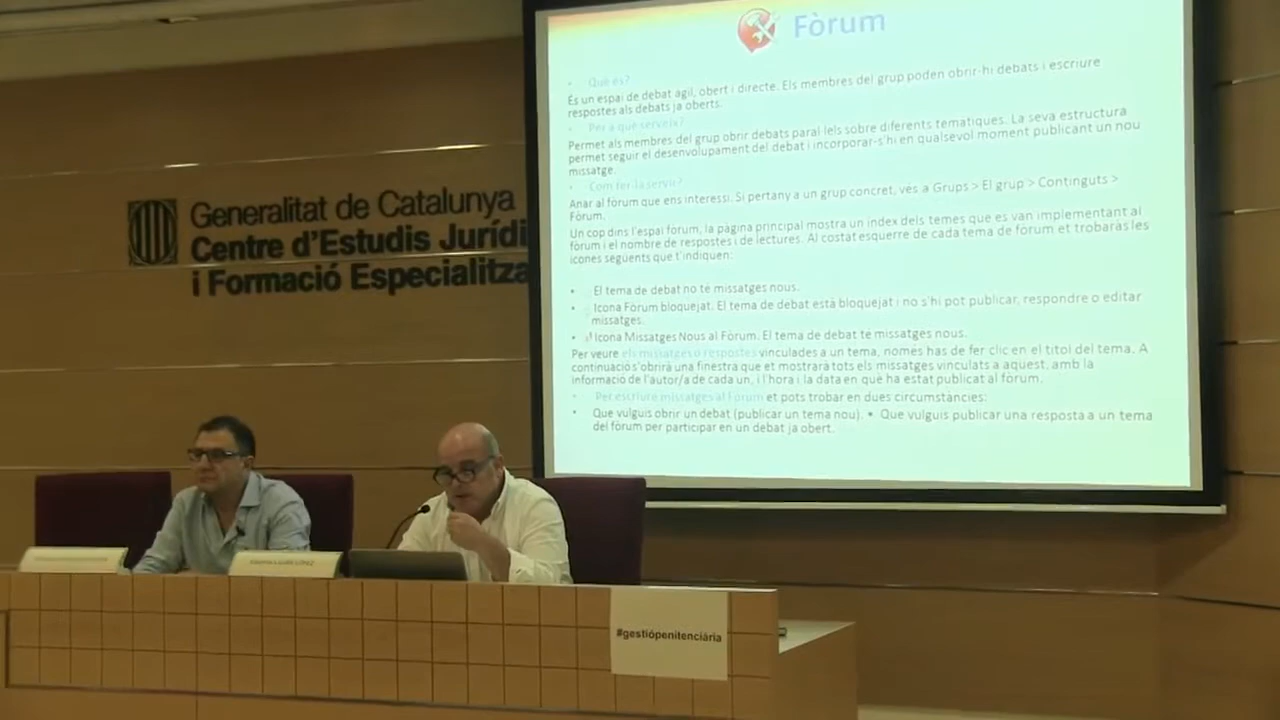 Fòrum
Què és?
És un espai de debat àgil, obert i directe. Els membres del grup poden obrir-hi debats i escriure
respostes als debats ja oberts.
Per a què serveix?
Permet als membres del grup obrir debats paral·lels sobre diferents temàtiques. La seva estructura
permet seguir el desenvolupament del debat i incorporar-s'hi en qualsevol moment publicant un nou
missatge.
Com fer-la servir?
Anar al fòrum que ens interessi. Si pertany a un grup concret, vés a Grups > El grup > Continguts >
Fòrum.
Un cop dins l'espai fòrum, la pàgina principal mostra un índex dels temes que es van implementant al
fòrum i el nombre de respostes i de lectures. Al costat esquerre de cada tema de fòrum et trobaràs les
icones següents que t'indiquen:
El tema de debat no té missatges nous.
Icona Fòrum bloquejat. El tema de debat està bloquejat i no s'hi pot publicar, respondre o editar
missatges.
Icona Missatges Nous al Fòrum. El tema de debat té missatges nous.
Per veure els missatges o respostes vinculades a un tema, només has de fer clic en el títol del tema. A
continuació s'obrirà una finestra que et mostrarà tots els missatges vinculats a aquest, amb la
informació de l'autor/a de cada un, i l'hora i la data en què ha estat publicat al fòrum.
Per escriure missatges al Fòrum et pots trobar en dues circumstàncies:
Que vulguis obrir un debat (publicar un tema nou). • Que vulguis publicar una resposta a un tema
del fòrum per participar en un debat ja obert.
Generalitat de Catalunya
Centre d'Estudis Jurídi
i Formació Especialitza
#gestiópenitenciària